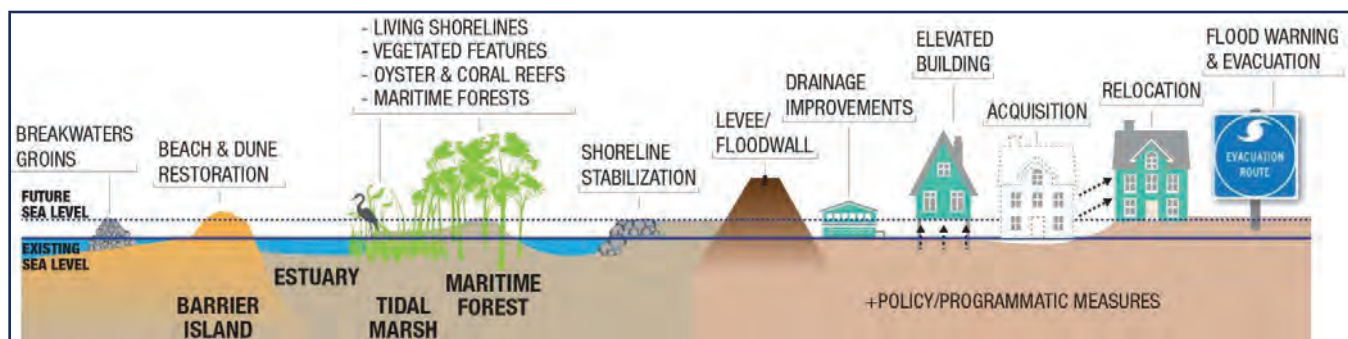 - LIVING SHORELINES
- VEGETATED FEATURES
- OYSTER & CORAL REEFS
- MARITIME FORESTS
BREAKWATERS
GROINS
BEACH & DUNE
RESTORATION
SHORELINE
STABILIZATION
LEVEE/
FLOODWALL
DRAINAGE
IMPROVEMENTS
ELEVATED
BUILDING
ACQUISITION
RELOCATION
FLOOD WARNING
& EVACUATION
EVACUATION
ROUTE
FUTURE
SEA LEVEL
EXISTING
SEA LEVEL
BARRIER
ISLAND
ESTUARY
TIDAL
MARSH
MARITIME
FOREST
+POLICY/PROGRAMMATIC MEASURES